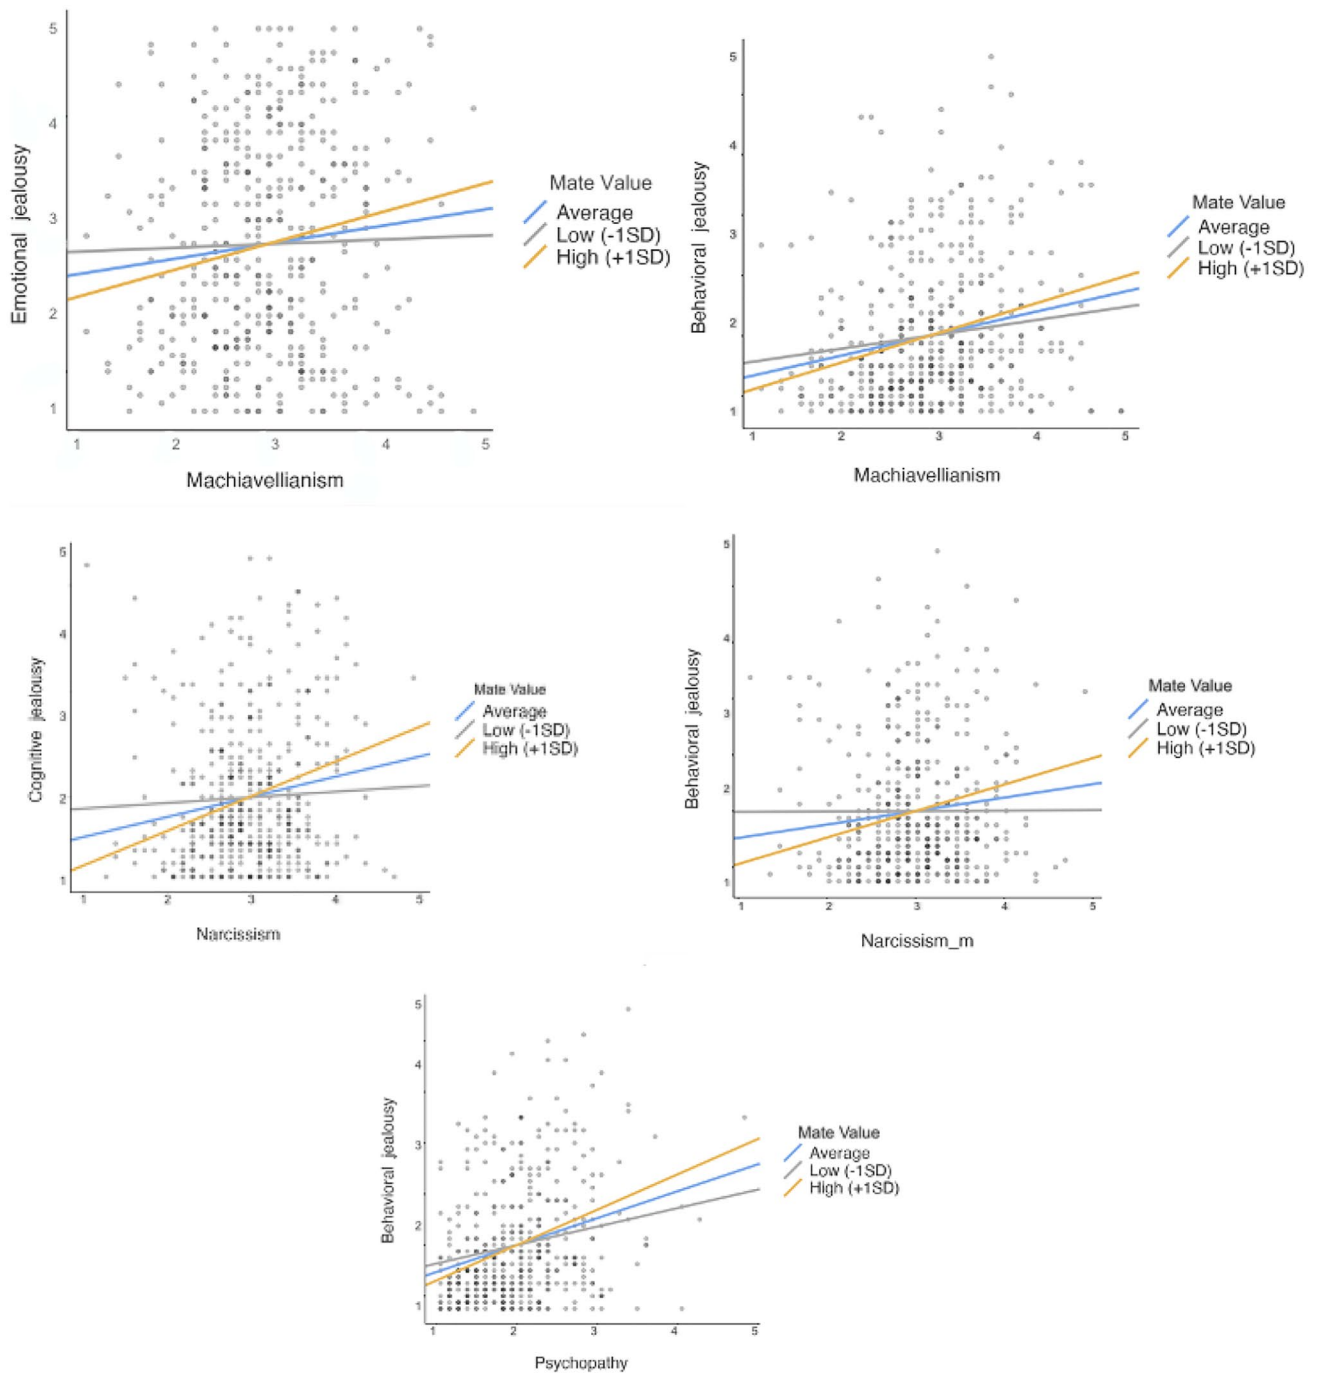 5
4
3
2
1
Emotional jealousy
1 2 3 4 5
Machiavellianism
Mate Value
Average
Low (-1SD)
High (+1SD)
5
4
3
2
1
Behavioral jealousy
1 2 3 4 5
Machiavellianism
Mate Value
Average
Low (-1SD)
High (+1SD)
5
4
3
2
1
Cognitive jealousy
1 2 3 4 5
Narcissism
Mate Value
Average
Low (-1SD)
High (+1SD)
5
4
3
2
1
Behavioral jealousy
1 2 3 4 5
Narcissism_m
Mate Value
Average
Low (-1SD)
High (+1SD)
5
4
3
2
1
Behavioral jealousy
1 2 3 4 5
Psychopathy
Mate Value
Average
Low (-1SD)
High (+1SD)